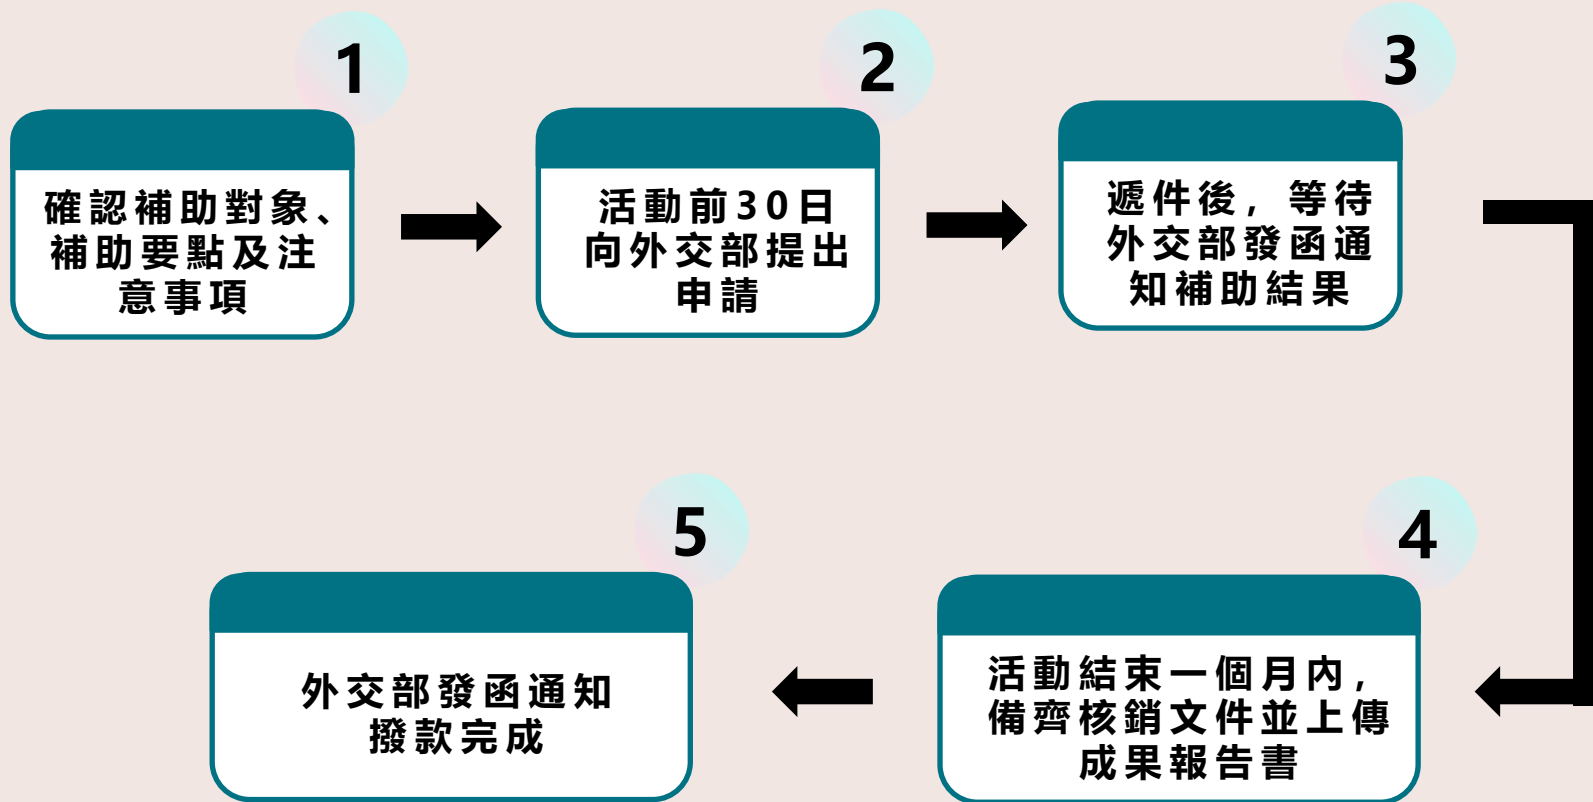 1
確認補助對象、
補助要點及注
意事項
2
活動前30日
向外交部提出
申請
3
遞件後，等待
外交部發函通
知補助結果
4
活動結束一個月內，
備齊核銷文件並上傳
成果報告書
5
外交部發函通知
撥款完成